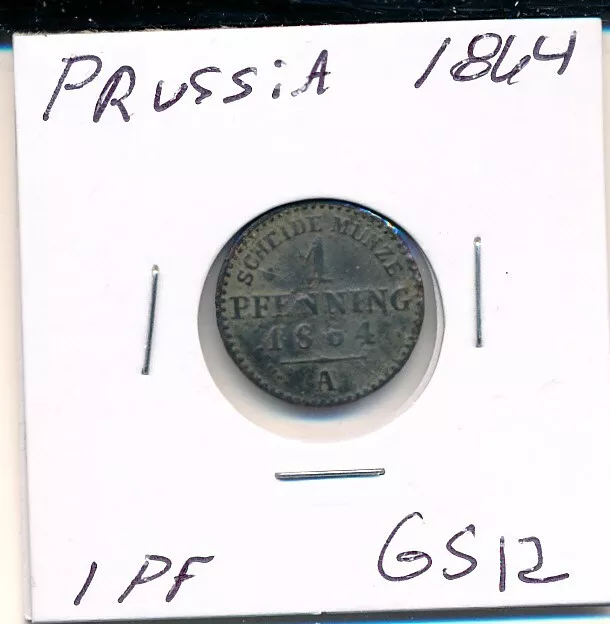 PRUSSiA 1864
SCHEIDE MÜNZE
1
PFENNING
1864
A
1 PF GS12